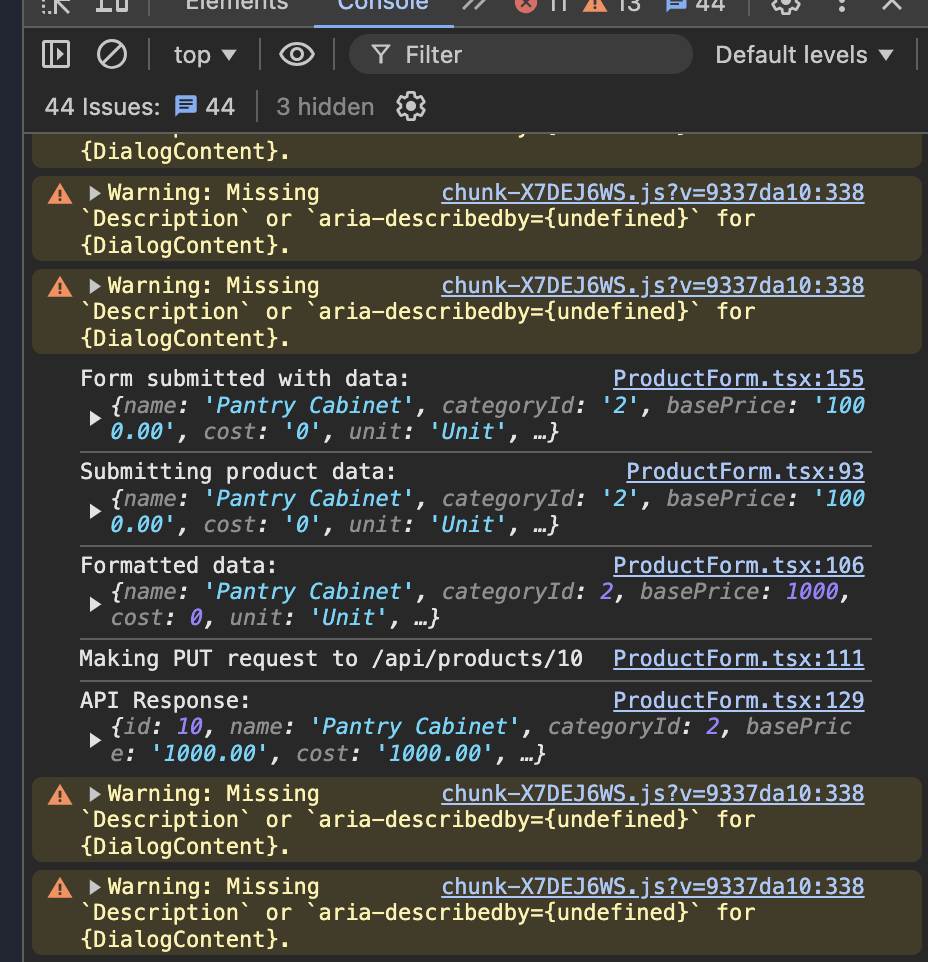 Elements Console 11 13 44
top Filter Default levels
44 Issues: 44 3 hidden
{DialogContent}.
Warning: Missing chunk-X7DEJ6WS.js?v=9337da10:338
`Description` or `aria-describedby={undefined}` for
{DialogContent}.
Warning: Missing chunk-X7DEJ6WS.js?v=9337da10:338
`Description` or `aria-describedby={undefined}` for
{DialogContent}.
Form submitted with data: ProductForm.tsx:155
{name: 'Pantry Cabinet', categoryId: '2', basePrice: '100
0.00', cost: '0', unit: 'Unit', …}
Submitting product data: ProductForm.tsx:93
{name: 'Pantry Cabinet', categoryId: '2', basePrice: '100
0.00', cost: '0', unit: 'Unit', …}
Formatted data: ProductForm.tsx:106
{name: 'Pantry Cabinet', categoryId: 2, basePrice: 1000,
cost: 0, unit: 'Unit', …}
Making PUT request to /api/products/10 ProductForm.tsx:111
API Response: ProductForm.tsx:129
{id: 10, name: 'Pantry Cabinet', categoryId: 2, basePric
e: '1000.00', cost: '1000.00', …}
Warning: Missing chunk-X7DEJ6WS.js?v=9337da10:338
`Description` or `aria-describedby={undefined}` for
{DialogContent}.
Warning: Missing chunk-X7DEJ6WS.js?v=9337da10:338
`Description` or `aria-describedby={undefined}` for
{DialogContent}.